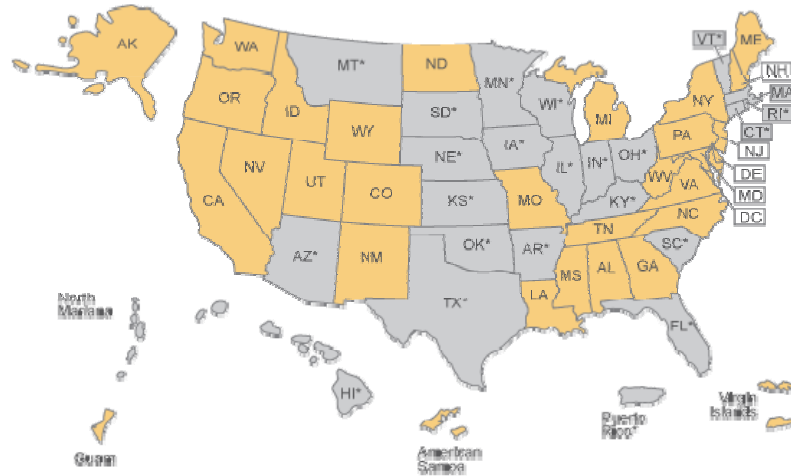 AK
WA
MT*
ND
MN*
VT*
ME
NH
MA
RI*
CT*
NJ
DE
MD
DC
OR
ID
WY
SD*
WI*
MI
NY
PA
IA*
NE*
NV
UT
CO
CA
KS*
MO
IL*
IN*
OH*
WV
VA
KY*
NC
TN
AZ*
NM
OK*
AR*
SC*
MS
AL
GA
LA
TX*
FL*
HI*
North
Mariana
Guam
American
Samoa
Puerto
Rico*
Virgin
Islands